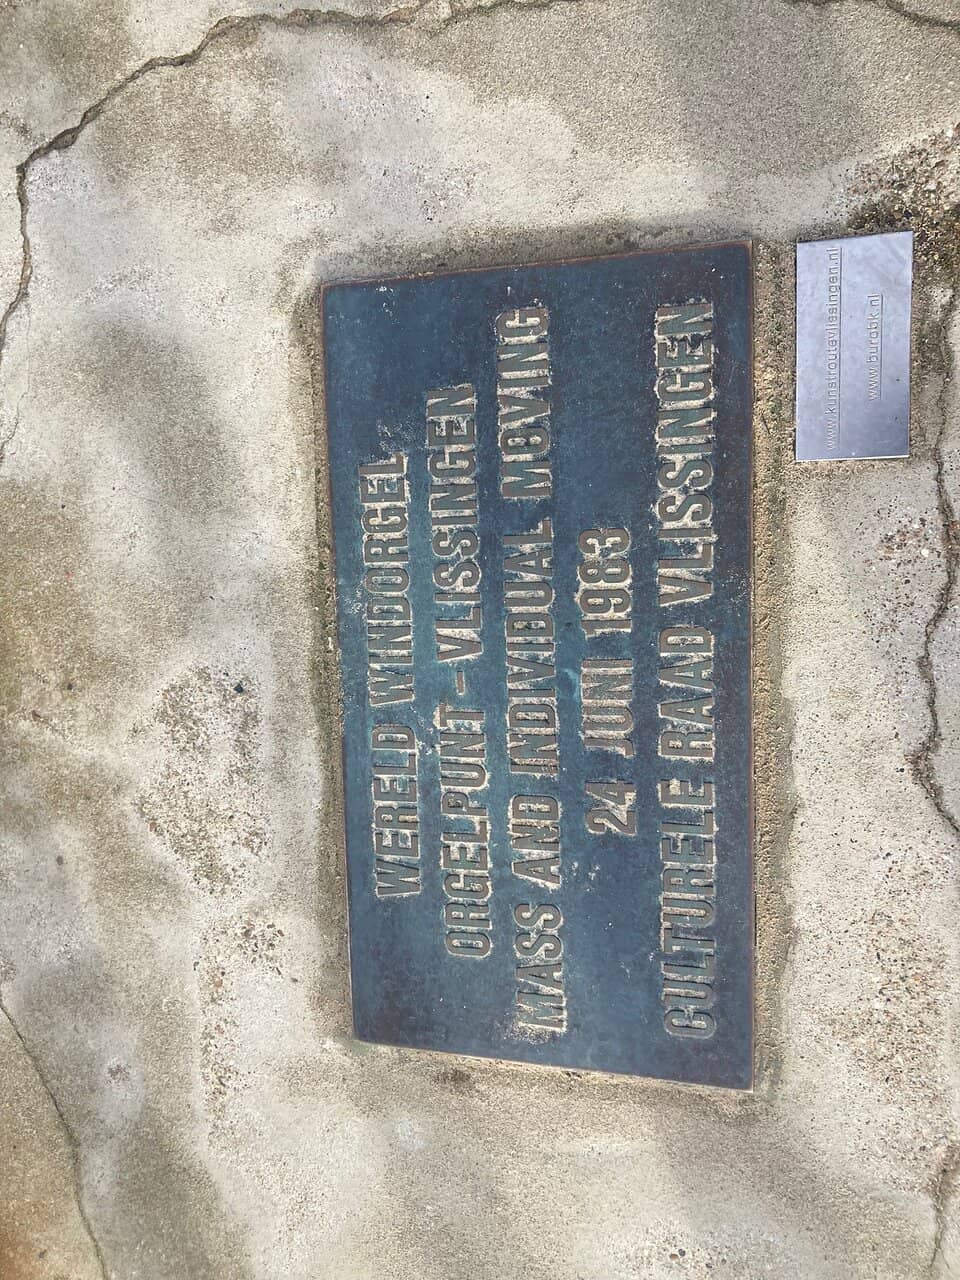 WERELD WINDORGEL
ORGELPUNT - VLISSINGEN
MASS AND INDIVIDUAL MOVING
24 JUNI 1983
CULTURELE RAAD VLISSINGEN
www.kunstroutevlissingen.nl
www.burobk.nl